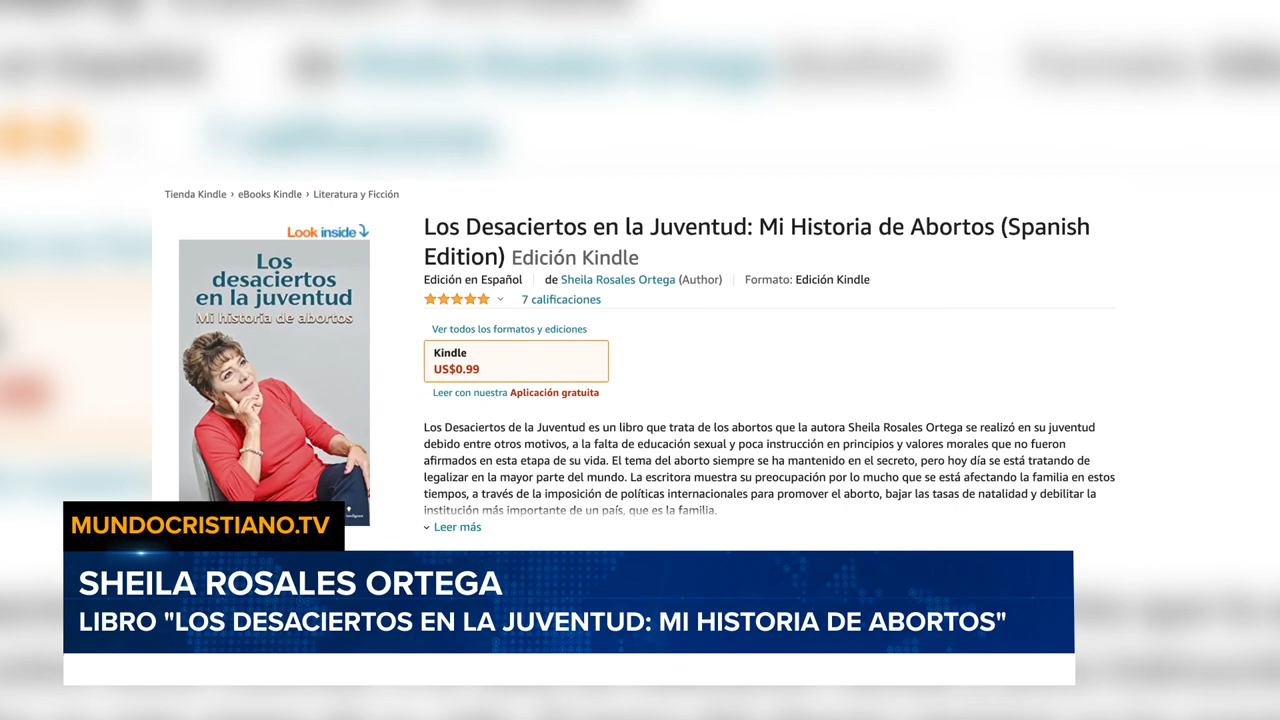 Tienda Kindle › eBooks Kindle › Literatura y Ficción
Look inside
Los
desaciertos
en la juventud
Mi historia de abortos
Los Desaciertos en la Juventud: Mi Historia de Abortos (Spanish
Edition) Edición Kindle
Edición en Español de Sheila Rosales Ortega (Author) Formato: Edición Kindle
7 calificaciones
Ver todos los formatos y ediciones
Kindle
US$0.99
Leer con nuestra Aplicación gratuita
Los Desaciertos de la Juventud es un libro que trata de los abortos que la autora Sheila Rosales Ortega se realizó en su juventud
debido entre otros motivos, a la falta de educación sexual y poca instrucción en principios y valores morales que no fueron
afirmados en esta etapa de su vida. El tema del aborto siempre se ha mantenido en el secreto, pero hoy día se está tratando de
legalizar en la mayor parte del mundo. La escritora muestra su preocupación por lo mucho que se está afectando la familia en estos
tiempos, a través de la imposición de políticas internacionales para promover el aborto, bajar las tasas de natalidad y debilitar la
institución más importante de un país, que es la familia.
Leer más
MUNDOCRISTIANO.TV
SHEILA ROSALES ORTEGA
LIBRO "LOS DESACIERTOS EN LA JUVENTUD: MI HISTORIA DE ABORTOS"